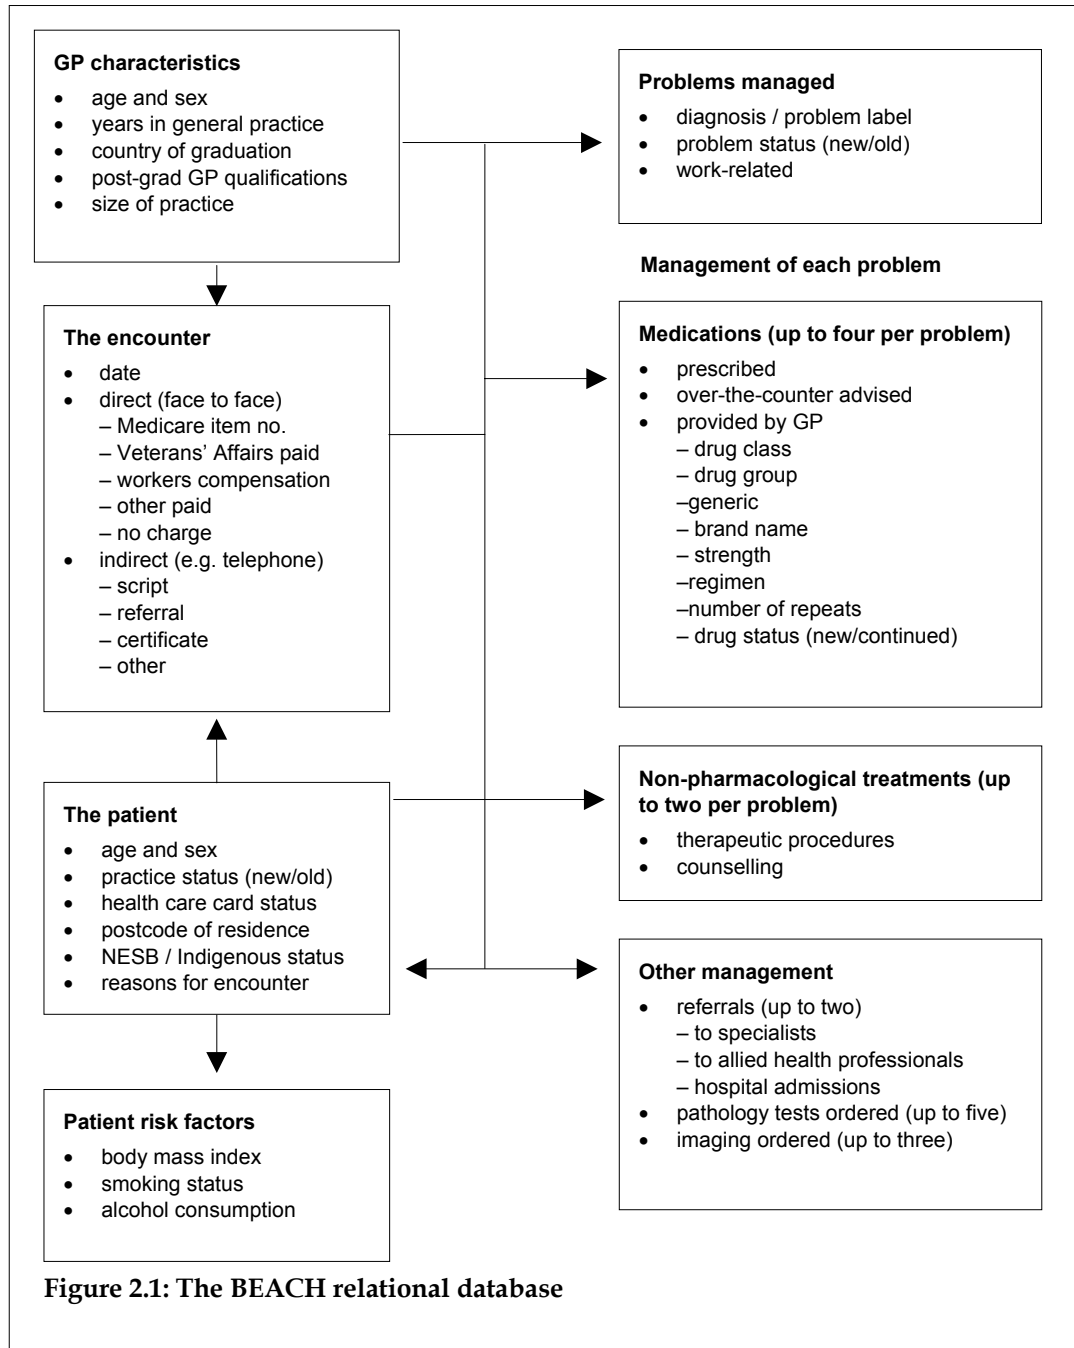 GP characteristics
• age and sex
• years in general practice
• country of graduation
• post-grad GP qualifications
• size of practice
The encounter
• date
• direct (face to face)
– Medicare item no.
– Veterans’ Affairs paid
– workers compensation
– other paid
– no charge
• indirect (e.g. telephone)
– script
– referral
– certificate
– other
The patient
• age and sex
• practice status (new/old)
• health care card status
• postcode of residence
• NESB / Indigenous status
• reasons for encounter
Patient risk factors
• body mass index
• smoking status
• alcohol consumption
Problems managed
• diagnosis / problem label
• problem status (new/old)
• work-related
Management of each problem
Medications (up to four per problem)
• prescribed
• over-the-counter advised
• provided by GP
– drug class
– drug group
–generic
– brand name
– strength
–regimen
–number of repeats
– drug status (new/continued)
Non-pharmacological treatments (up
to two per problem)
• therapeutic procedures
• counselling
Other management
• referrals (up to two)
– to specialists
– to allied health professionals
– hospital admissions
• pathology tests ordered (up to five)
• imaging ordered (up to three)
Figure 2.1: The BEACH relational database